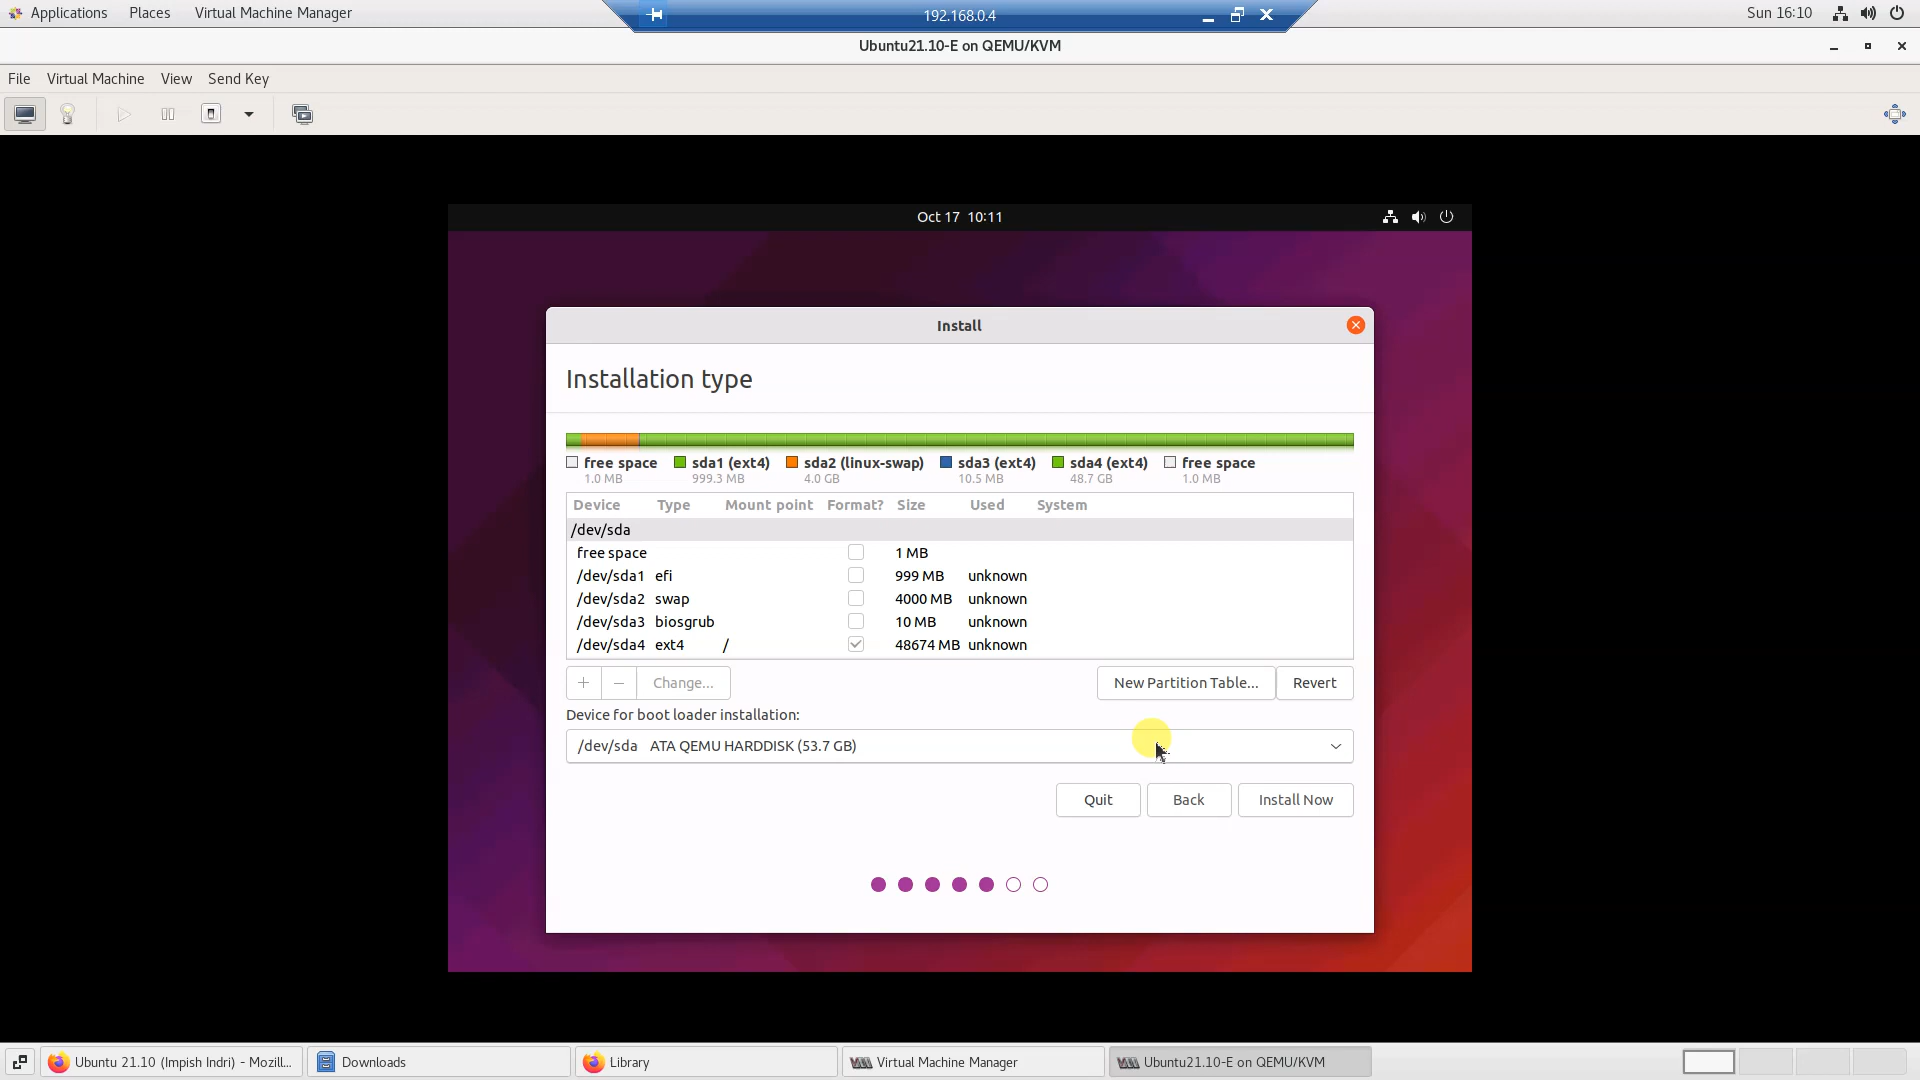 Applications Places Virtual Machine Manager 192.168.0.4 Sun 16:10
Ubuntu21.10-E on QEMU/KVM
File Virtual Machine View Send Key
Oct 17 10:11
Install
Installation type
free space sda1 (ext4) sda2 (linux-swap) sda3 (ext4) sda4 (ext4) free space
1.0 MB 999.3 MB 4.0 GB 10.5 MB 48.7 GB 1.0 MB
Device Type Mount point Format? Size Used System
/dev/sda
free space 1 MB
/dev/sda1 efi 999 MB unknown
/dev/sda2 swap 4000 MB unknown
/dev/sda3 biosgrub 10 MB unknown
/dev/sda4 ext4 / 48674 MB unknown
+ − Change... New Partition Table... Revert
Device for boot loader installation:
/dev/sda ATA QEMU HARDDISK (53.7 GB)
Quit Back Install Now
Ubuntu 21.10 (Impish Indri) - Mozill... Downloads Library Virtual Machine Manager Ubuntu21.10-E on QEMU/KVM